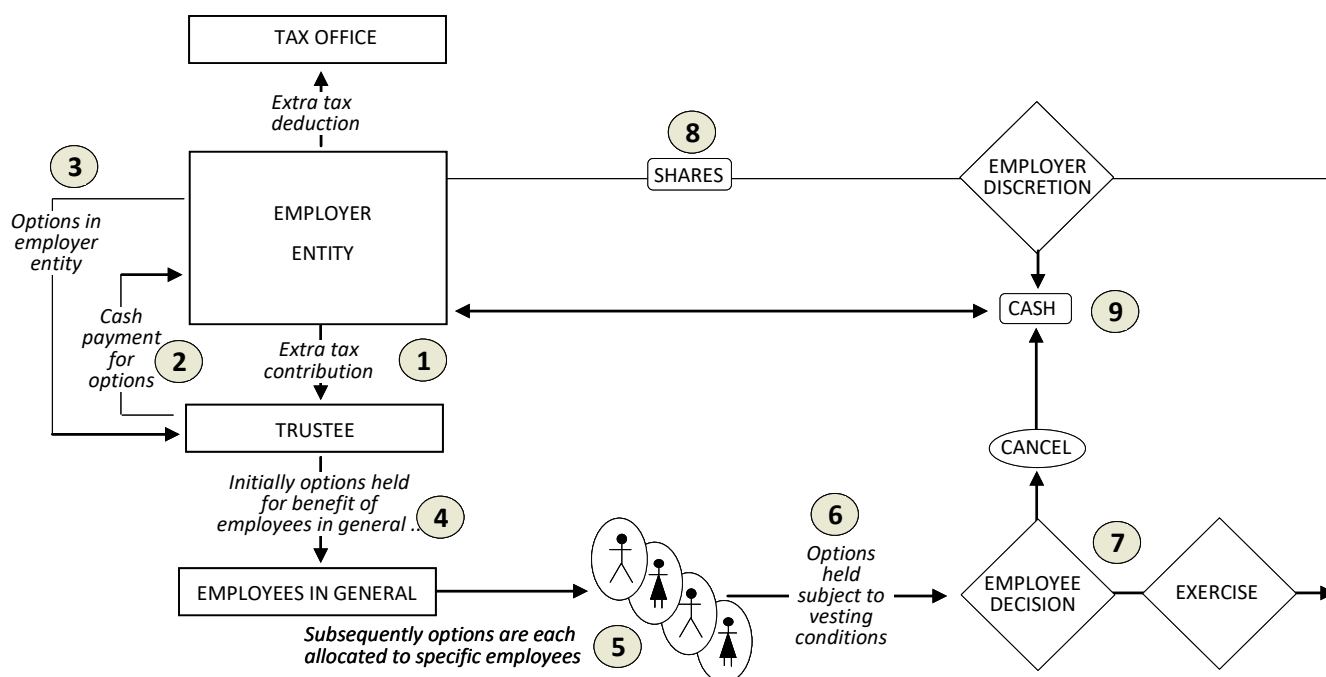 TAX OFFICE
Extra tax
deduction
3
8
SHARES
EMPLOYER
DISCRETION
Options in
employer
entity
EMPLOYER
ENTITY
Cash
payment
for
options
2
CASH
9
Extra tax
contribution
1
TRUSTEE
CANCEL
Initially options held
for benefit of
employees in general ..
4
6
Options
held
subject to
vesting
conditions
7
EMPLOYEES IN GENERAL
EMPLOYEE
DECISION
EXERCISE
Subsequently options are each
allocated to specific employees
5